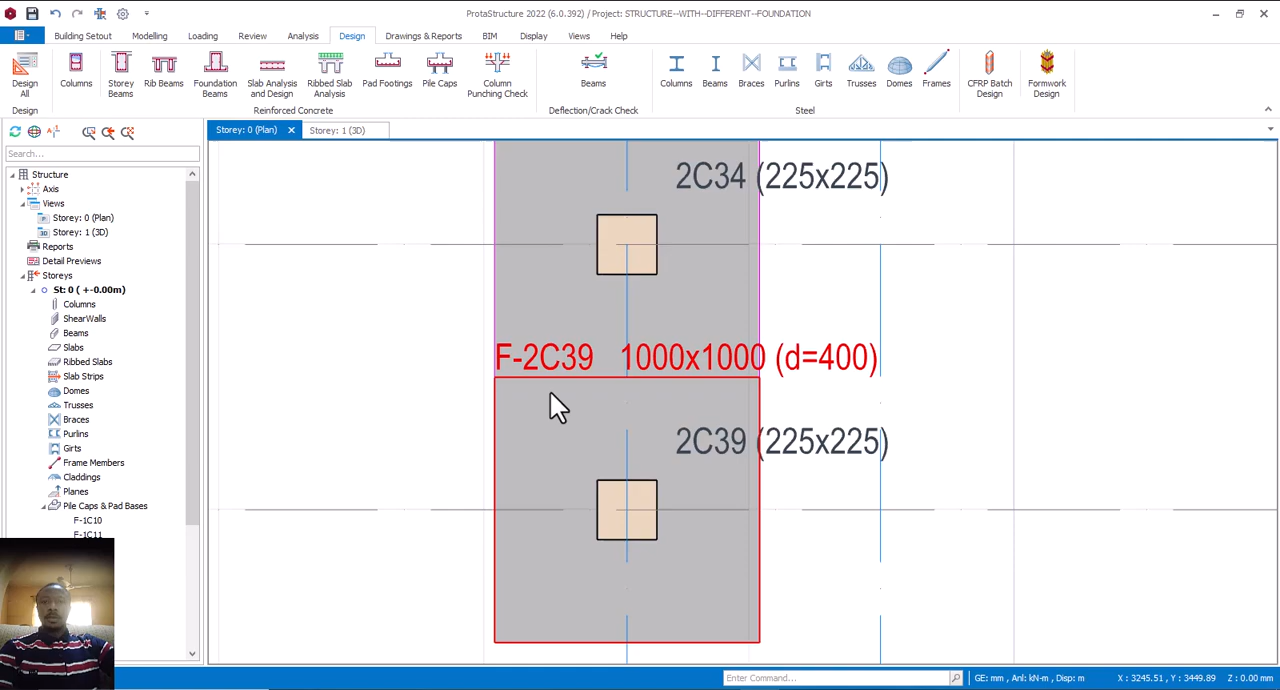 ProtaStructure 2022 (6.0.392) / Project: STRUCTURE--WITH--DIFFERENT--FOUNDATION
Building Setout
Modelling
Loading
Review
Analysis
Design
Drawings & Reports
BIM
Display
Views
Help
Design All
Columns
Storey Beams
Rib Beams
Foundation Beams
Slab Analysis and Design
Ribbed Slab Analysis
Pad Footings
Pile Caps
Column Punching Check
Beams
Columns
Beams
Braces
Purlins
Girts
Trusses
Domes
Frames
CFRP Batch Design
Formwork Design
Design
Reinforced Concrete
Deflection/Crack Check
Steel
Storey: 0 (Plan)
Storey: 1 (3D)
Search...
Structure
Axis
Views
Storey: 0 (Plan)
Storey: 1 (3D)
Reports
Detail Previews
Storeys
St: 0 ( +-0.00m)
Columns
ShearWalls
Beams
Slabs
Ribbed Slabs
Slab Strips
Domes
Trusses
Braces
Purlins
Girts
Frame Members
Claddings
Planes
Pile Caps & Pad Bases
F-1C10
F-1C11
2C34 (225x225)
F-2C39 1000x1000 (d=400)
2C39 (225x225)
Enter Command...
GE: mm , Anl: kN-m , Disp: m
X : 3245.51 , Y : 3449.89
Z : 0.00 mm